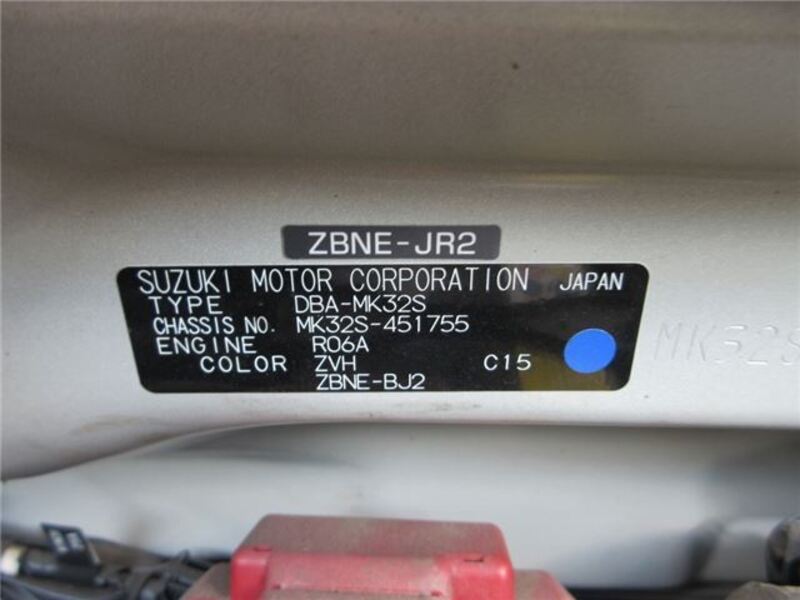 ZBNE-JR2
SUZUKI MOTOR CORPORATION JAPAN
TYPE DBA-MK32S
CHASSIS NO. MK32S-451755
ENGINE R06A
COLOR ZVH C15
ZBNE-BJ2
MK32S